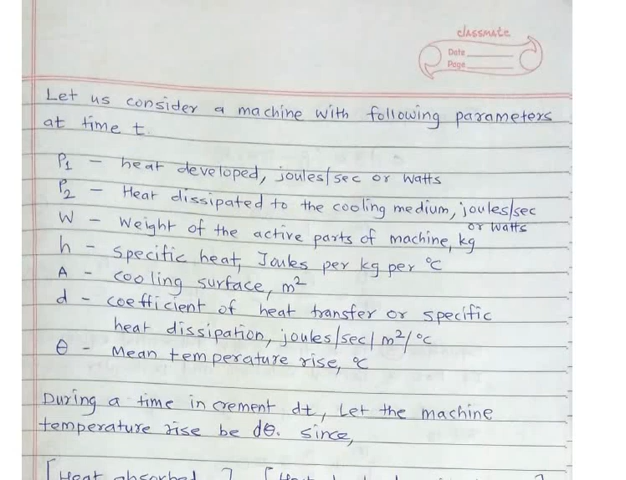 classmate
Date
Page
Let us consider a machine with following parameters
at time t.
P1 - heat developed, joules/sec or watts
P2 - Heat dissipated to the cooling medium, joules/sec
or watts
W - Weight of the active parts of machine, kg
h - Specific heat, Joules per kg per °C
A - cooling surface, m²
d - coefficient of heat transfer or specific
heat dissipation, joules/sec/m²/°C
θ - Mean temperature rise, °C
During a time increment dt, Let the machine
temperature rise be dθ. since,
[Heat absorbed ] [